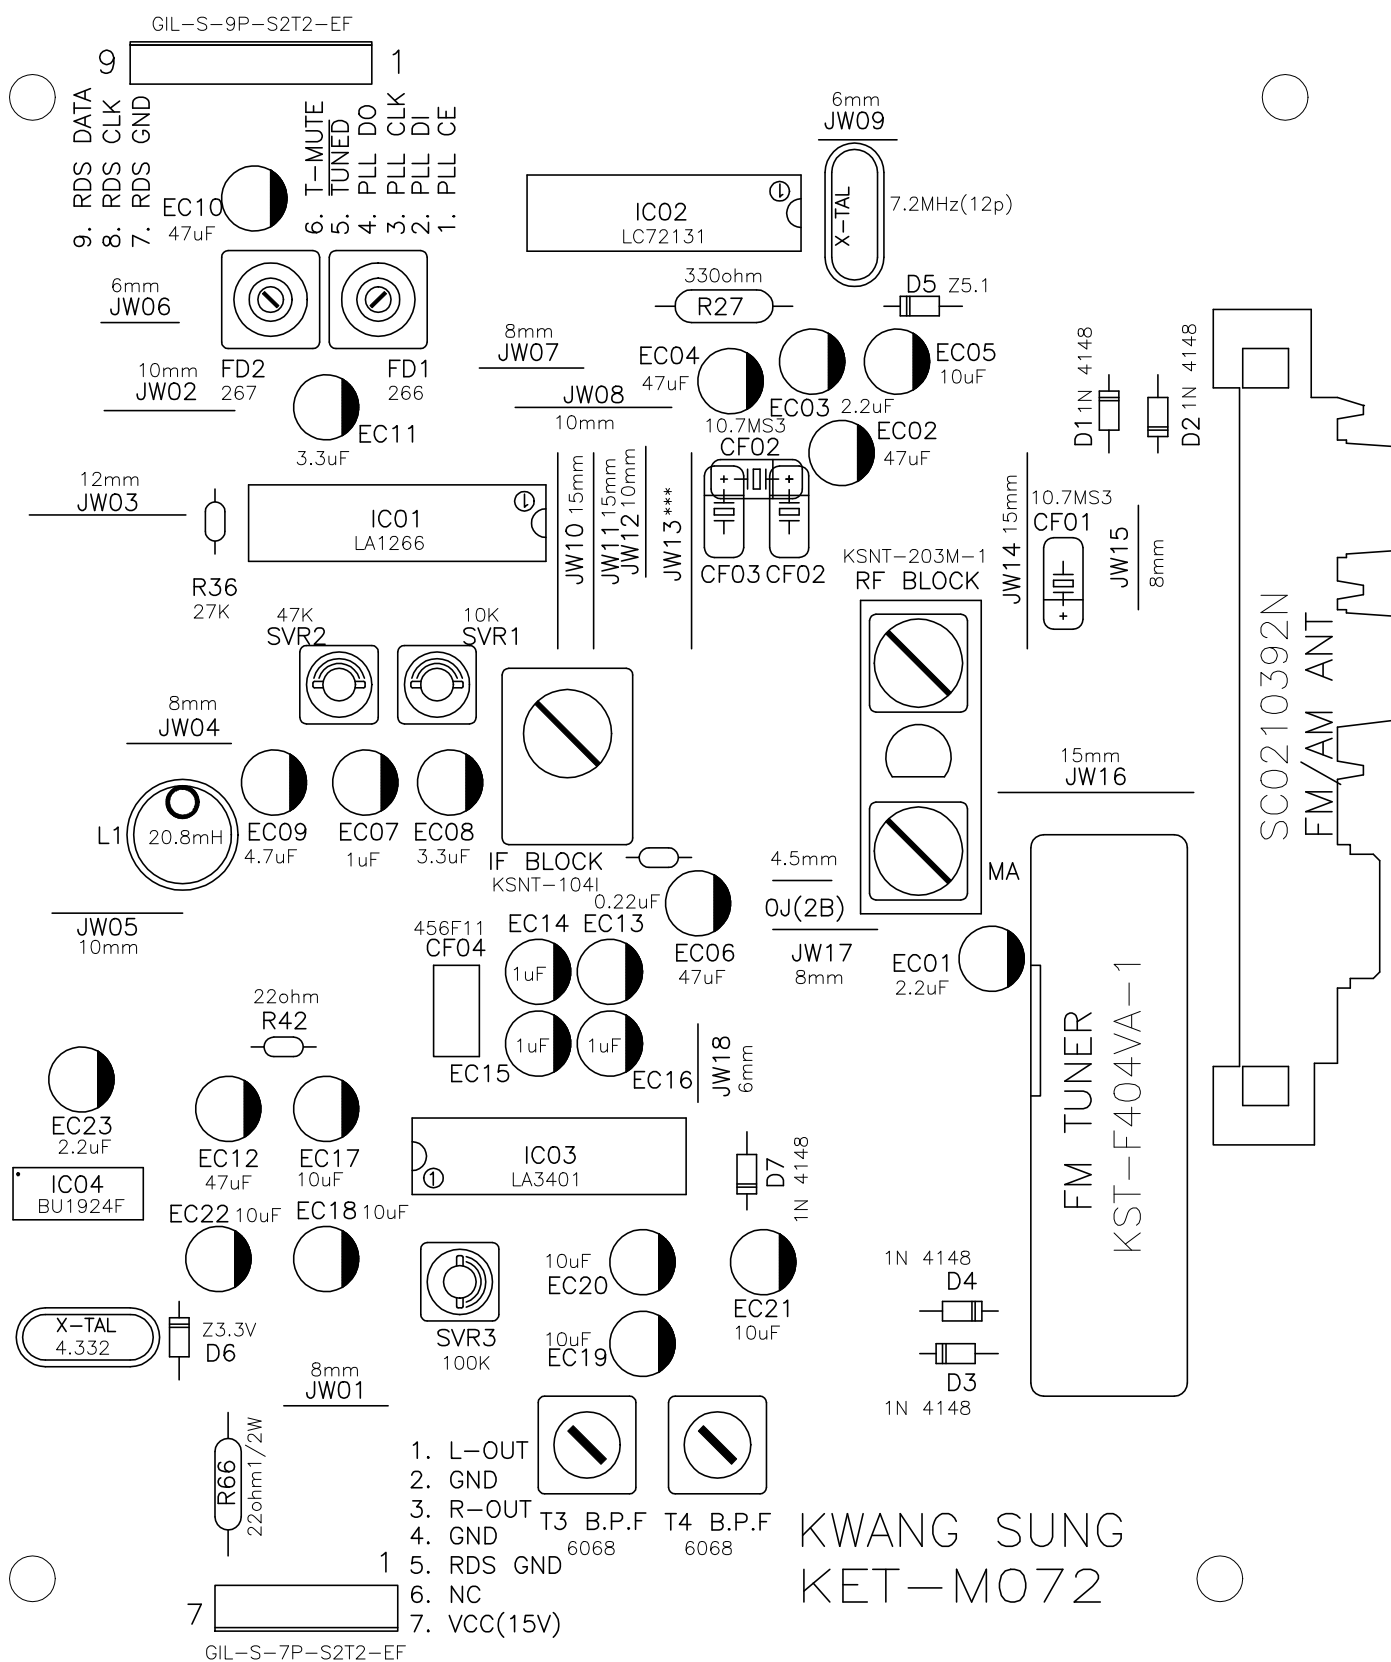 GIL-S-9P-S2T2-EF
9
1
9. RDS DATA
8. RDS CLK
7. RDS GND
6. T-MUTE
5. TUNED
4. PLL DO
3. PLL CLK
2. PLL DI
1. PLL CE
EC10
47uF
6mm
JW09
X-TAL
7.2MHz(12p)
1
IC02
LC72131
6mm
JW06
330ohm
R27
D5 Z5.1
FD2
267
FD1
266
10mm
JW02
8mm
JW07
JW08
10mm
EC04
47uF
EC03
2.2uF
EC05
10uF
D1 1N 4148
D2 1N 4148
EC11
3.3uF
10.7MS3
CF02
EC02
47uF
12mm
JW03
1
IC01
LA1266
JW10 15mm
JW11 15mm
JW12 10mm
JW13 ***
CF03
CF02
JW14 15mm
10.7MS3
CF01
JW15
8mm
KSNT-203M-1
RF BLOCK
R36
27K
47K
SVR2
10K
SVR1
SC0210392N
FM/AM ANT
8mm
JW04
15mm
JW16
L1
20.8mH
EC09
4.7uF
EC07
1uF
EC08
3.3uF
IF BLOCK
KSNT-104I
0.22uF
4.5mm
OJ(2B)
MA
JW05
10mm
456F11
CF04
EC14
1uF
EC13
EC06
47uF
JW17
8mm
EC01
2.2uF
22ohm
R42
EC15
1uF
1uF
EC16
JW18
6mm
FM TUNER
KST-F404VA-1
EC23
2.2uF
EC12
47uF
EC17
10uF
1
IC03
LA3401
D7
1N 4148
IC04
BU1924F
EC22 10uF
EC18 10uF
10uF
EC20
EC21
10uF
1N 4148
D4
X-TAL
4.332
Z3.3V
D6
SVR3
100K
10uF
EC19
D3
1N 4148
8mm
JW01
R66
22ohm1/2W
1. L-OUT
2. GND
3. R-OUT
4. GND
5. RDS GND
6. NC
7. VCC(15V)
T3 B.P.F
6068
T4 B.P.F
6068
KWANG SUNG
KET-M072
1
7
GIL-S-7P-S2T2-EF